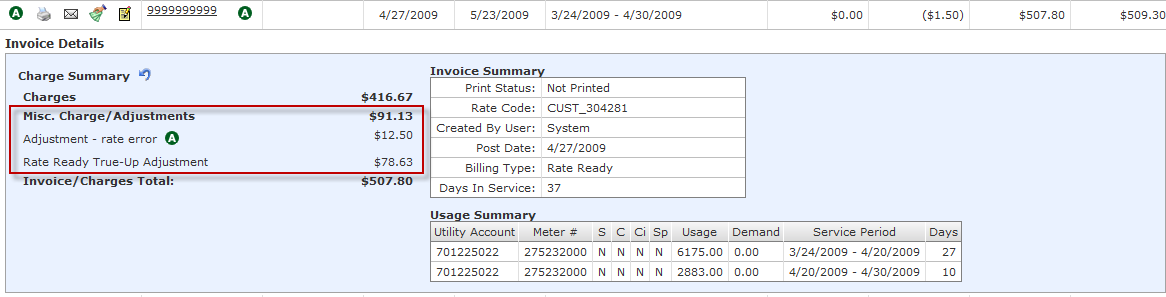 A 9999999999 A 4/27/2009 5/23/2009 3/24/2009 - 4/30/2009 $0.00 ($1.50) $507.80 $509.30
Invoice Details
Charge Summary
Charges $416.67
Misc. Charge/Adjustments $91.13
Adjustment - rate error A $12.50
Rate Ready True-Up Adjustment $78.63
Invoice/Charges Total: $507.80
Invoice Summary
Print Status: Not Printed
Rate Code: CUST_304281
Created By User: System
Post Date: 4/27/2009
Billing Type: Rate Ready
Days In Service: 37
Usage Summary
Utility Account Meter # S C Ci Sp Usage Demand Service Period Days
701225022 275232000 N N N N 6175.00 0.00 3/24/2009 - 4/20/2009 27
701225022 275232000 N N N N 2883.00 0.00 4/20/2009 - 4/30/2009 10